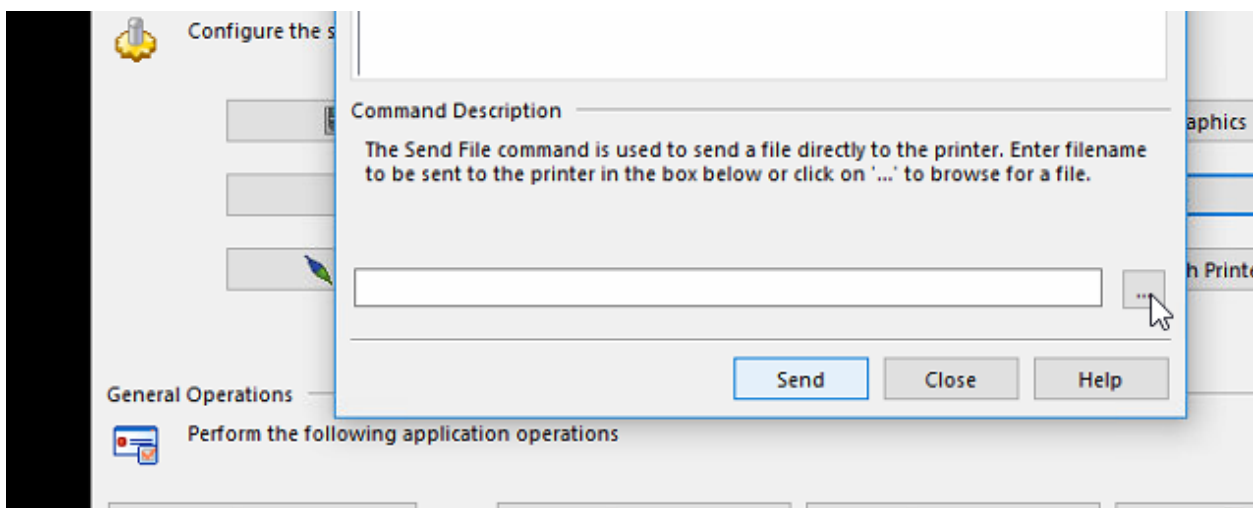 Configure the s
Command Description
aphics
The Send File command is used to send a file directly to the printer. Enter filename
to be sent to the printer in the box below or click on '...' to browse for a file.
h Printe
...
Send Close Help
General Operations
Perform the following application operations